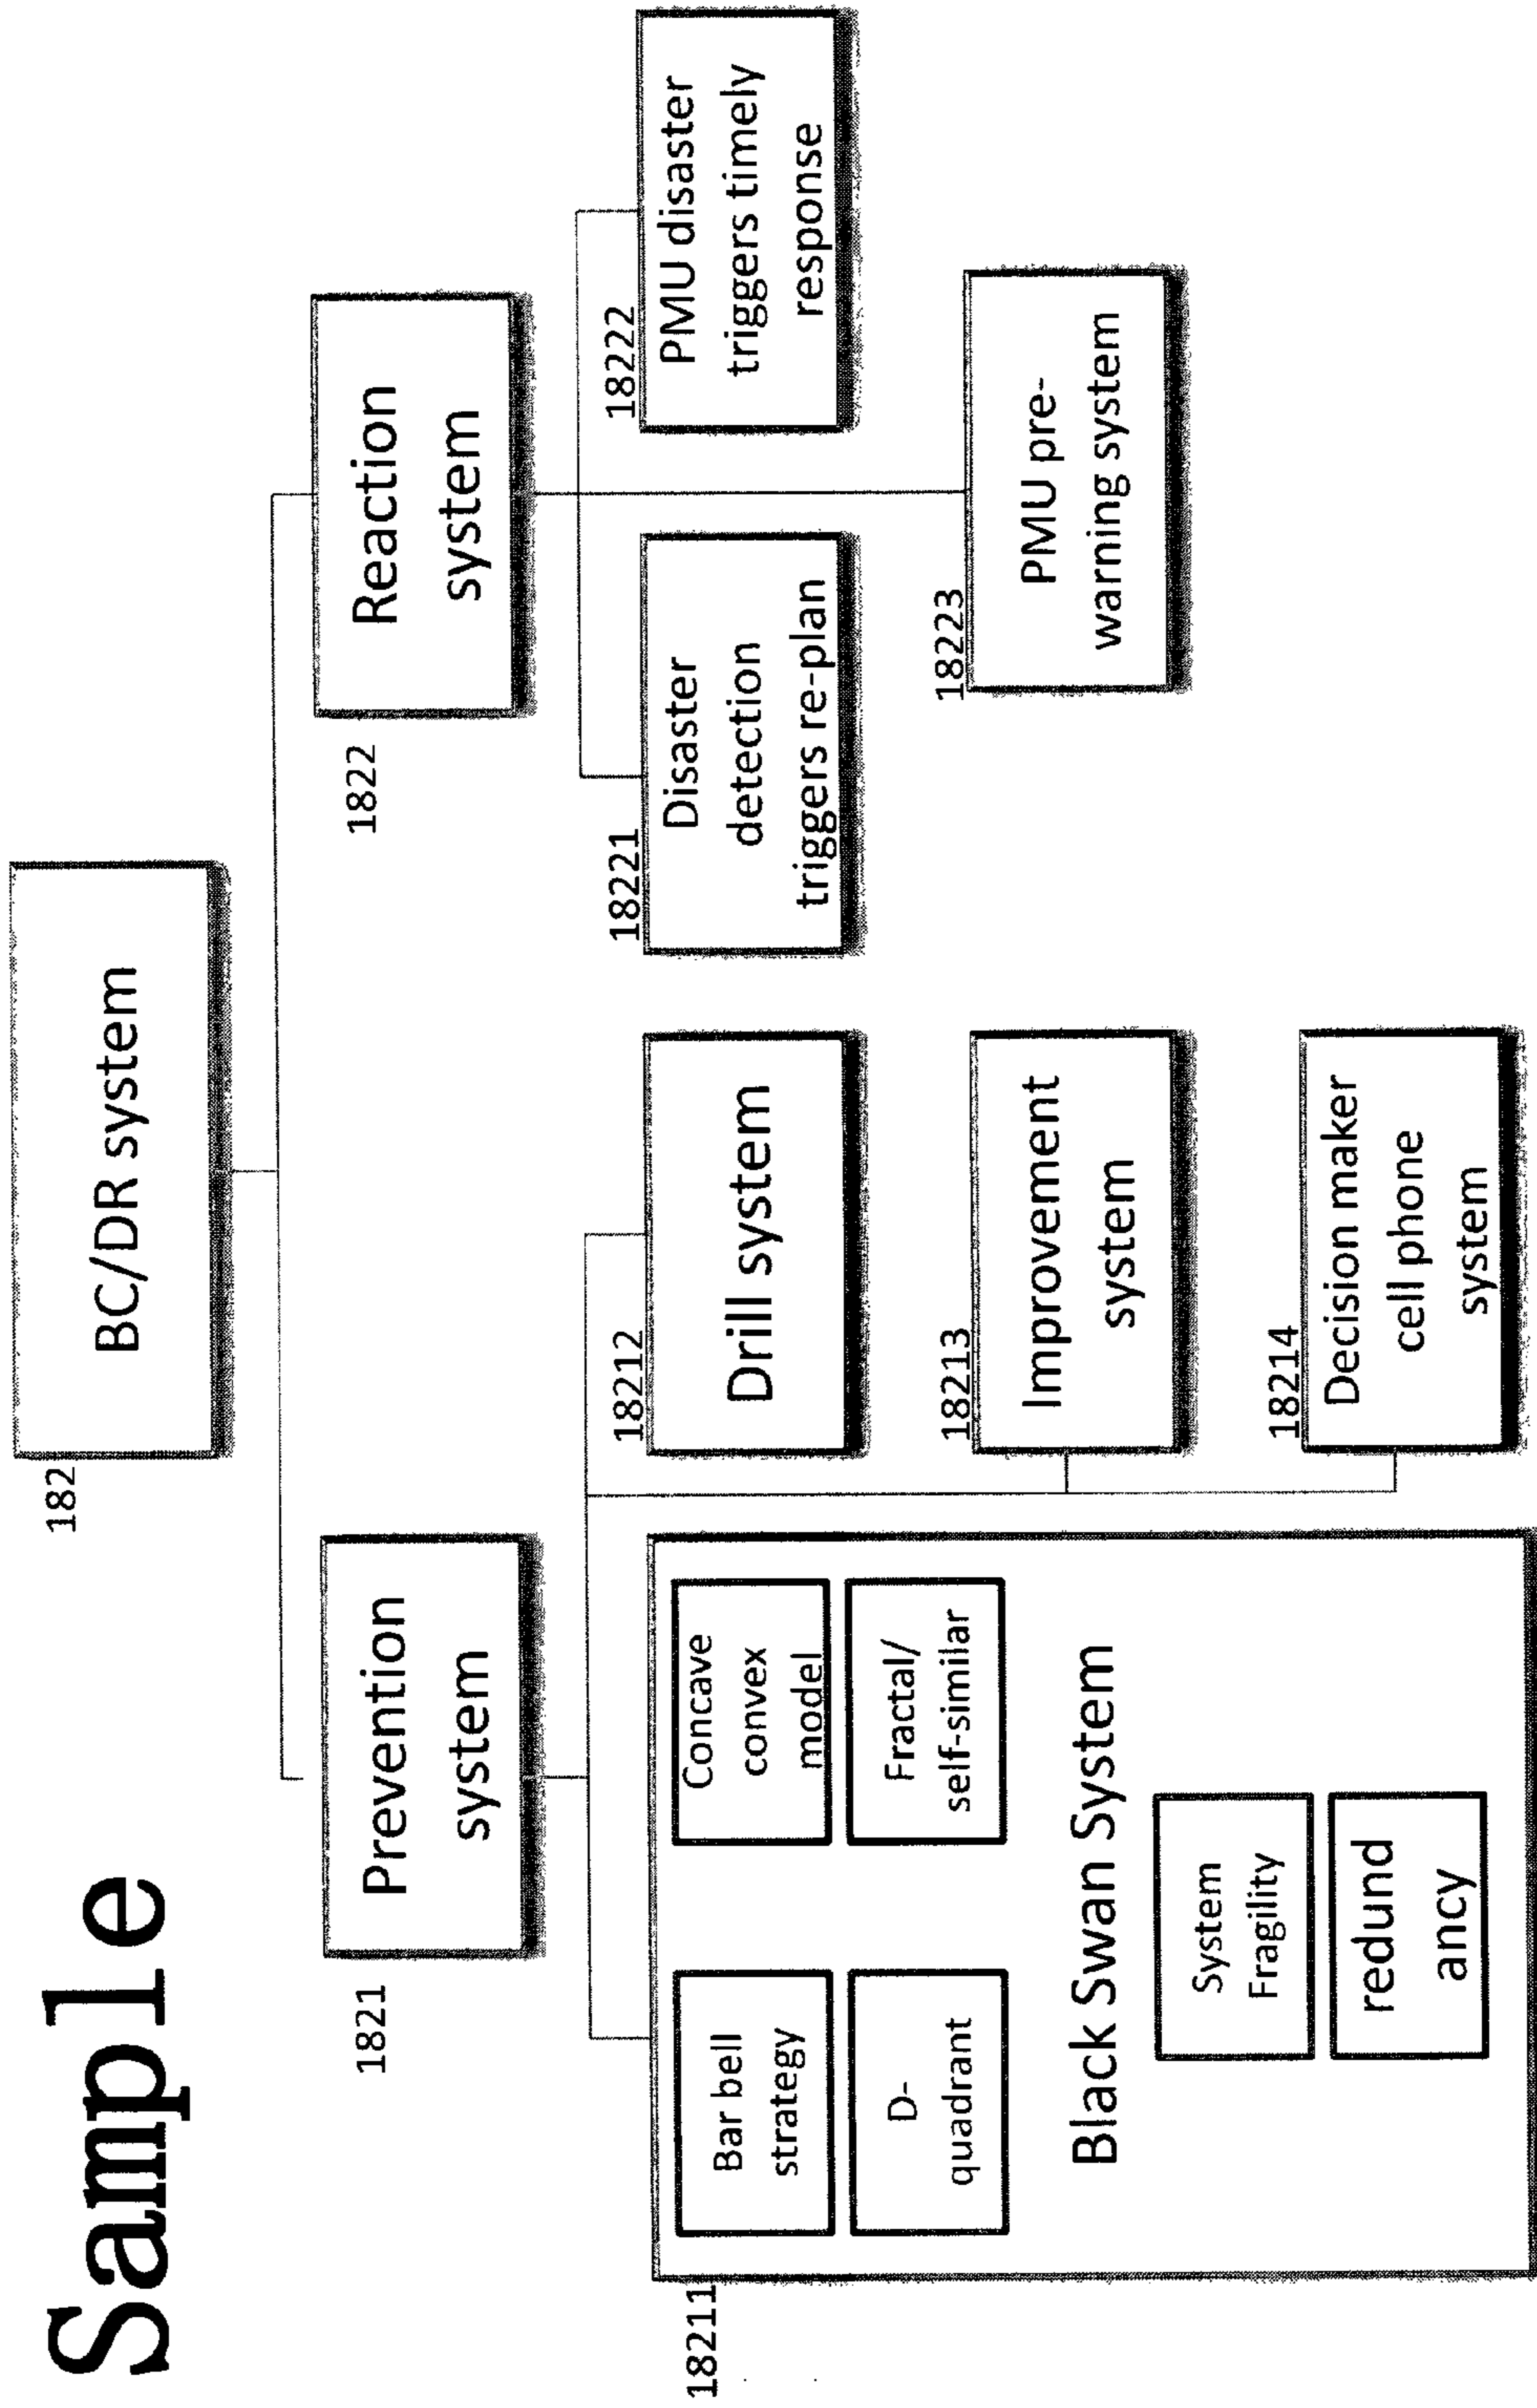 Sample
182
BC/DR system
1821
Prevention
system
1822
Reaction
system
18211
Bar bell
strategy
Concave
convex
model
D-
quadrant
Fractal/
self-similar
Black Swan System
System
Fragility
redund
ancy
18212
Drill system
18213
Improvement
system
18214
Decision maker
cell phone
system
18221
Disaster
detection
triggers re-plan
18222
PMU disaster
triggers timely
response
18223
PMU pre-
warning system